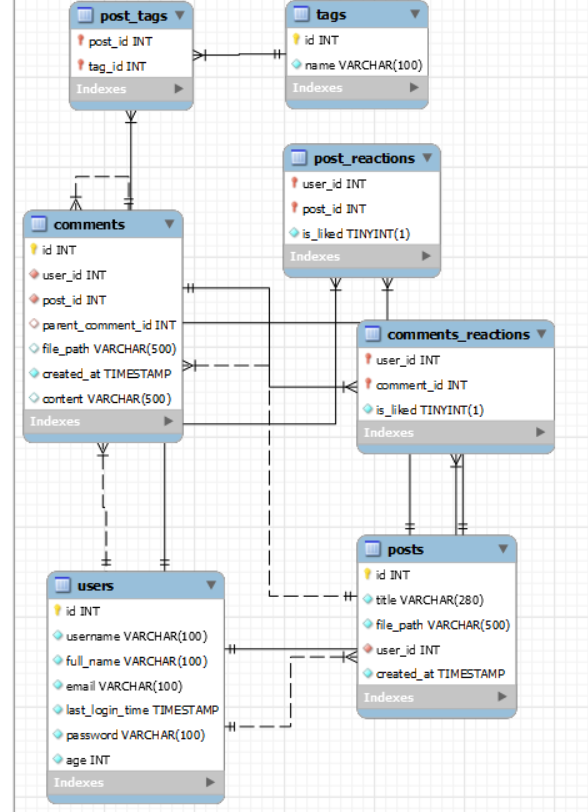 post_tags
post_id INT
tag_id INT
Indexes
tags
id INT
name VARCHAR(100)
Indexes
post_reactions
user_id INT
post_id INT
is_liked TINYINT(1)
Indexes
comments
id INT
user_id INT
post_id INT
parent_comment_id INT
file_path VARCHAR(500)
created_at TIMESTAMP
content VARCHAR(500)
Indexes
comments_reactions
user_id INT
comment_id INT
is_liked TINYINT(1)
Indexes
users
id INT
username VARCHAR(100)
full_name VARCHAR(100)
email VARCHAR(100)
last_login_time TIMESTAMP
password VARCHAR(100)
age INT
Indexes
posts
id INT
title VARCHAR(280)
file_path VARCHAR(500)
user_id INT
created_at TIMESTAMP
Indexes